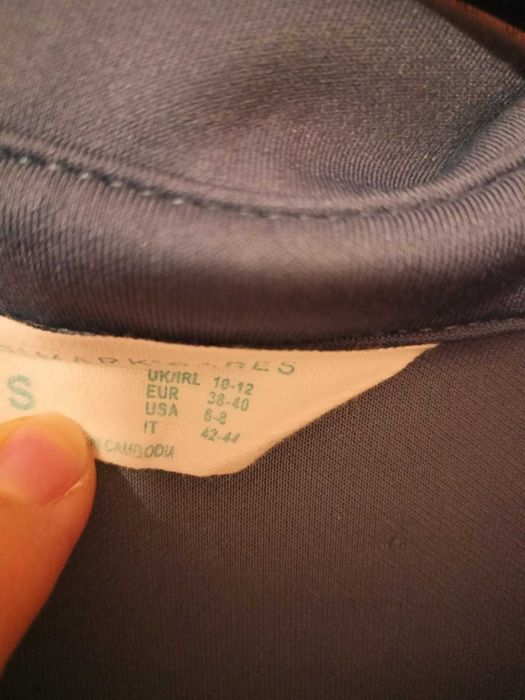 S
UK/IRL 10-12
EUR 38-40
USA 6-8
IT 42-44
CAMBODIA